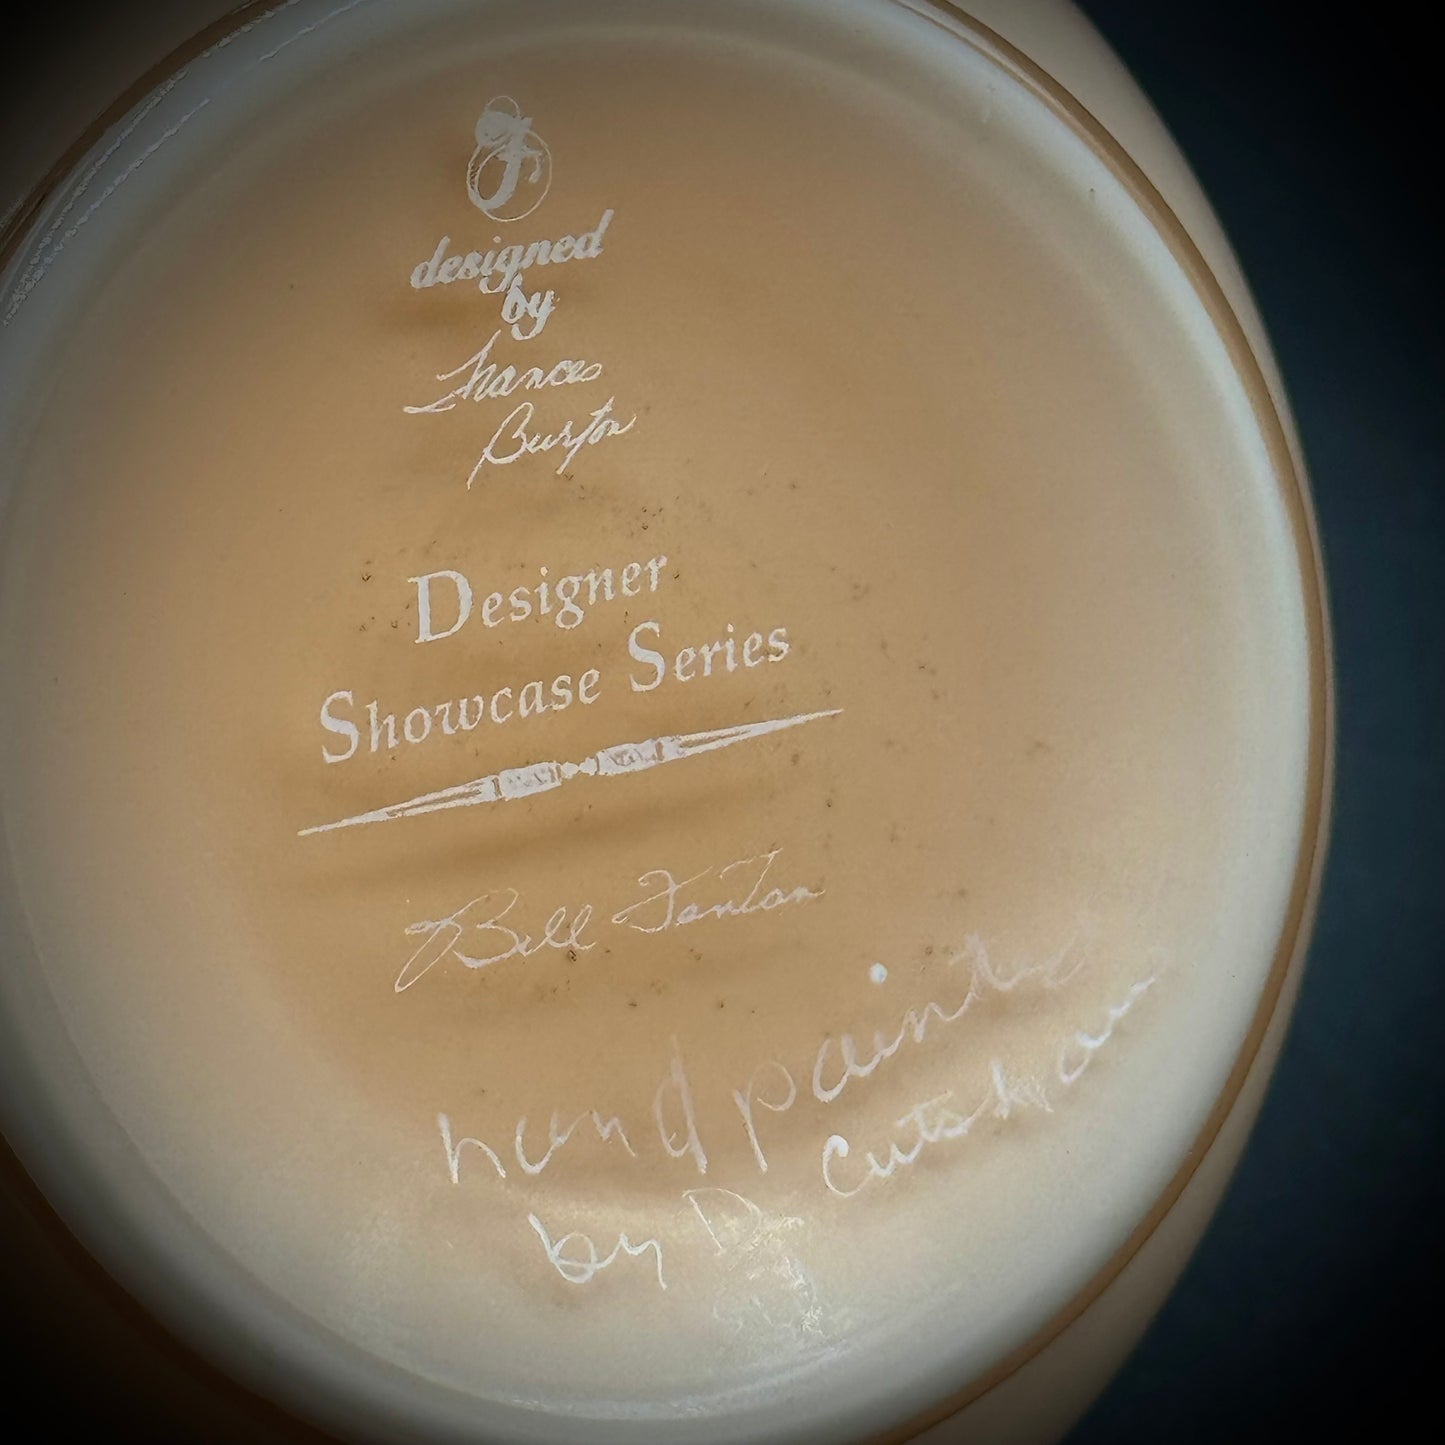 designed
by
Frances
Burton
Designer
Showcase Series
Bill Fenton
hand painted
by D. Cutshaw